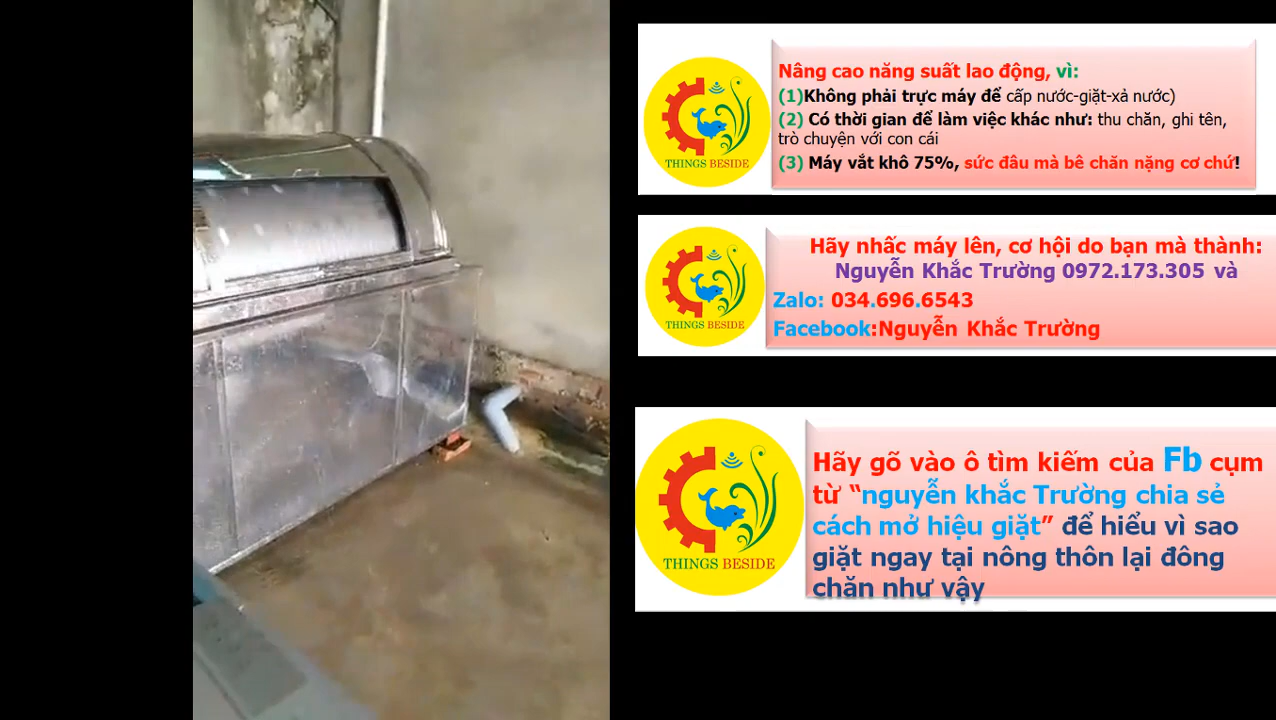 Nâng cao năng suất lao động, vì:
(1)Không phải trực máy để cấp nước-giặt-xả nước)
(2) Có thời gian để làm việc khác như: thu chăn, ghi tên,
trò chuyện với con cái
(3) Máy vắt khô 75%, sức đâu mà bê chăn nặng cơ chứ!
THINGS BESIDE
Hãy nhấc máy lên, cơ hội do bạn mà thành:
Nguyễn Khắc Trường 0972.173.305 và
Zalo: 034.696.6543
Facebook:Nguyễn Khắc Trường
THINGS BESIDE
Hãy gõ vào ô tìm kiếm của Fb cụm
từ “nguyễn khắc Trường chia sẻ
cách mở hiệu giặt” để hiểu vì sao
giặt ngay tại nông thôn lại đông
chăn như vậy
THINGS BESIDE